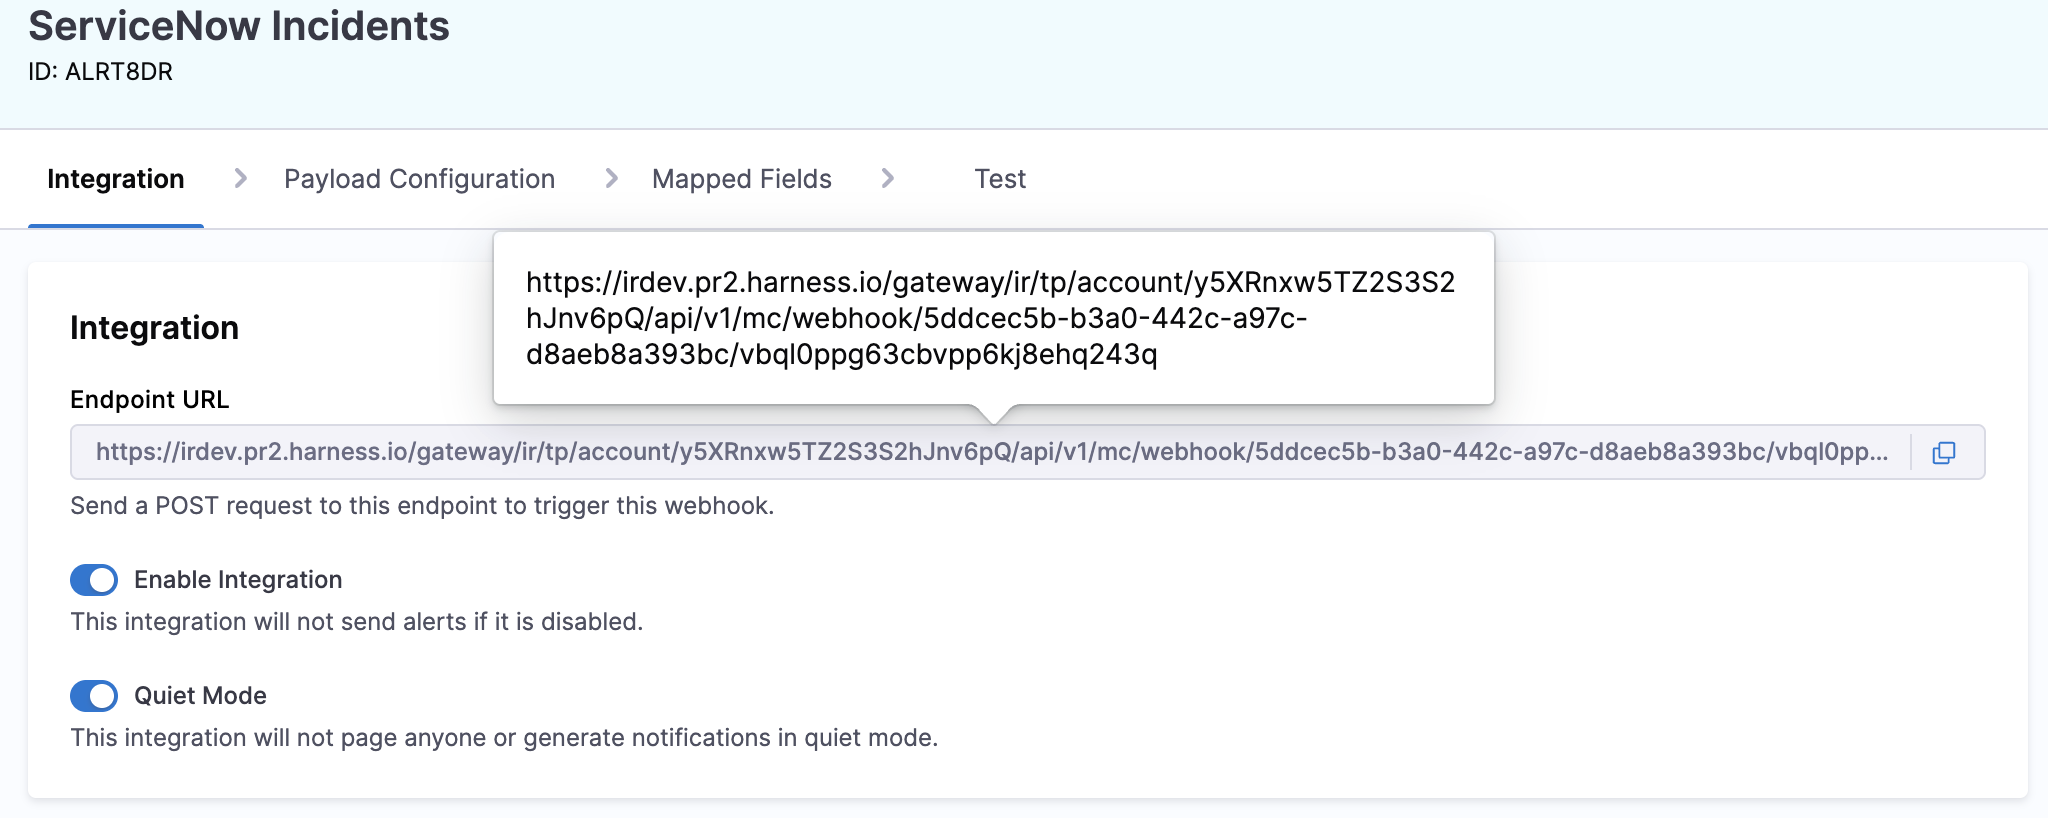 ServiceNow Incidents
ID: ALRT8DR
Integration
Payload Configuration
Mapped Fields
Test
https://irdev.pr2.harness.io/gateway/ir/tp/account/y5XRnxw5TZ2S3S2
hJnv6pQ/api/v1/mc/webhook/5ddcec5b-b3a0-442c-a97c-
d8aeb8a393bc/vbql0ppg63cbvpp6kj8ehq243q
Integration
Endpoint URL
https://irdev.pr2.harness.io/gateway/ir/tp/account/y5XRnxw5TZ2S3S2hJnv6pQ/api/v1/mc/webhook/5ddcec5b-b3a0-442c-a97c-d8aeb8a393bc/vbql0pp...
Send a POST request to this endpoint to trigger this webhook.
Enable Integration
This integration will not send alerts if it is disabled.
Quiet Mode
This integration will not page anyone or generate notifications in quiet mode.